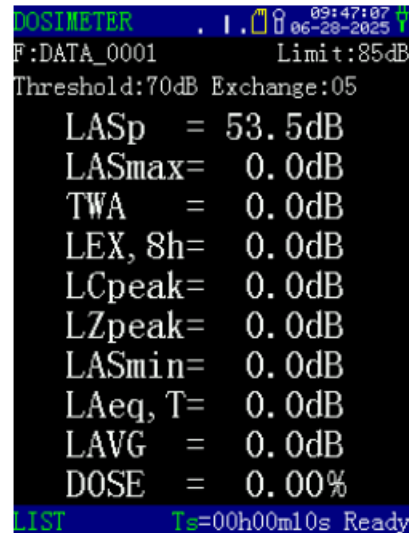 DOSIMETER 09:47:07
06-28-2025
F:DATA_0001 Limit:85dB
Threshold:70dB Exchange:05
LASp = 53.5dB
LASmax= 0.0dB
TWA = 0.0dB
LEX,8h= 0.0dB
LCpeak= 0.0dB
LZpeak= 0.0dB
LASmin= 0.0dB
LAeq,T= 0.0dB
LAVG = 0.0dB
DOSE = 0.00%
LIST Ts=00h00m10s Ready